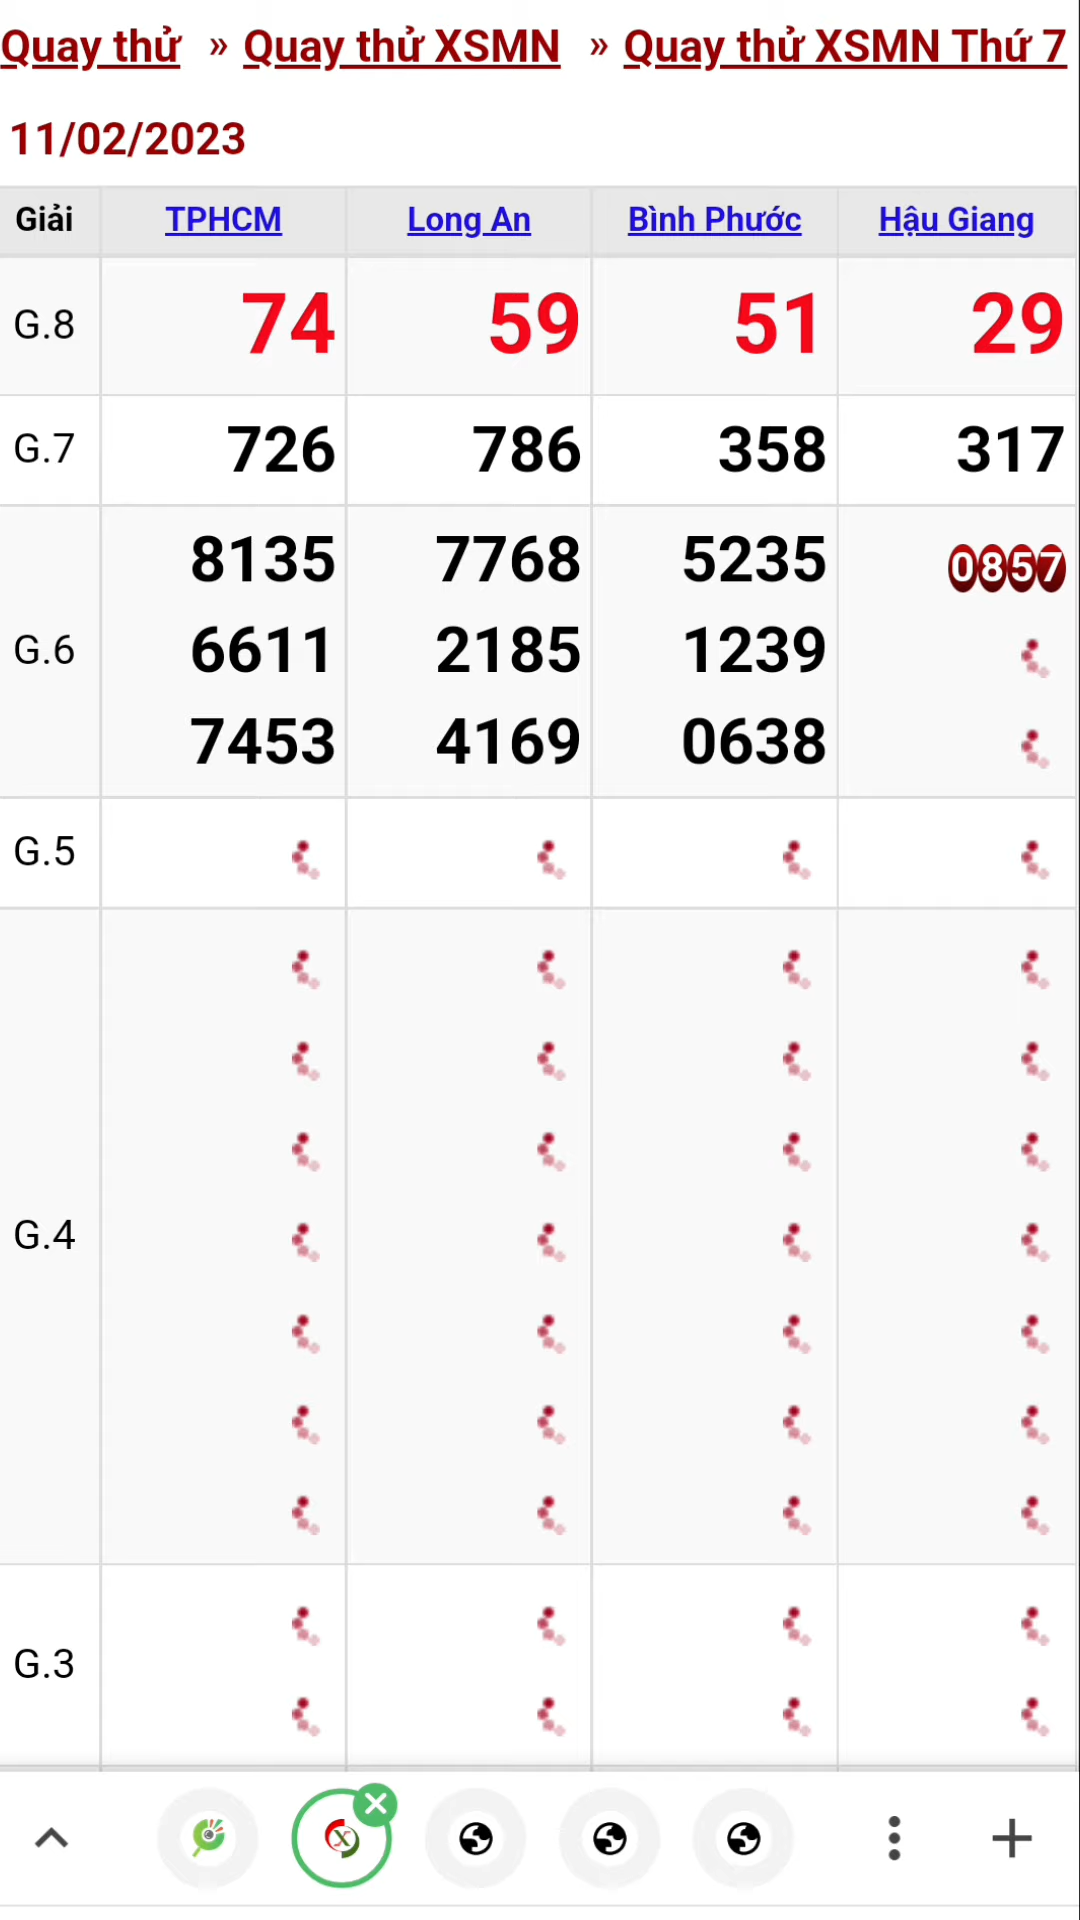 Quay thử » Quay thử XSMN » Quay thử XSMN Thứ 7
11/02/2023
Giải TPHCM Long An Bình Phước Hậu Giang
G.8 74 59 51 29
G.7 726 786 358 317
8135 7768 5235 0857
G.6 6611 2185 1239
7453 4169 0638
G.5
G.4
G.3